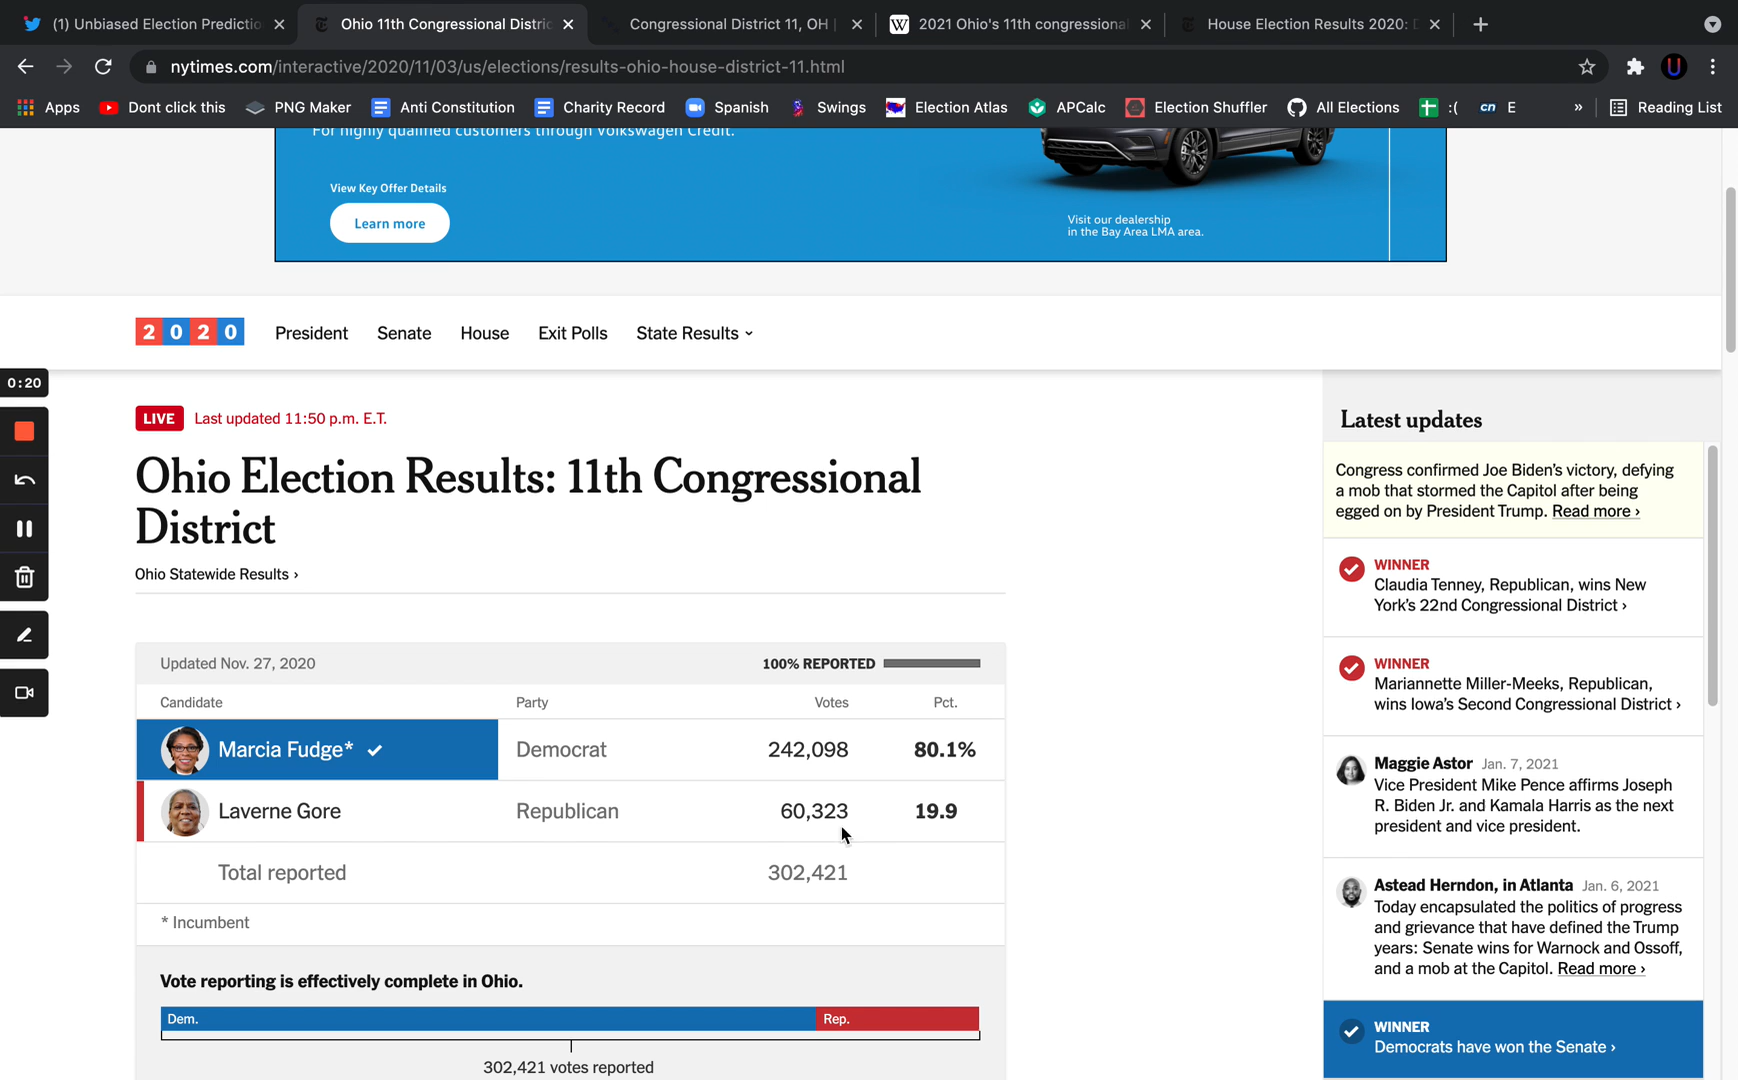 (1) Unbiased Election Predictio
Ohio 11th Congressional Distric
Congressional District 11, OH
2021 Ohio's 11th congressional
House Election Results 2020:
nytimes.com/interactive/2020/11/03/us/elections/results-ohio-house-district-11.html
Apps
Dont click this
PNG Maker
Anti Constitution
Charity Record
Spanish
Swings
Election Atlas
APCalc
Election Shuffler
All Elections
:(
E
»
Reading List
For highly qualified customers through Volkswagen Credit.
View Key Offer Details
Learn more
Visit our dealership
in the Bay Area LMA area.
2020
President
Senate
House
Exit Polls
State Results
0:20
LIVE
Last updated 11:50 p.m. E.T.
Ohio Election Results: 11th Congressional
District
Ohio Statewide Results ›
Updated Nov. 27, 2020
100% REPORTED
Candidate Party Votes Pct.
Marcia Fudge* Democrat 242,098 80.1%
Laverne Gore Republican 60,323 19.9
Total reported 302,421
* Incumbent
Vote reporting is effectively complete in Ohio.
Dem.
Rep.
302,421 votes reported
Latest updates
Congress confirmed Joe Biden's victory, defying
a mob that stormed the Capitol after being
egged on by President Trump. Read more ›
WINNER
Claudia Tenney, Republican, wins New
York's 22nd Congressional District ›
WINNER
Mariannette Miller-Meeks, Republican,
wins Iowa's Second Congressional District ›
Maggie Astor Jan. 7, 2021
Vice President Mike Pence affirms Joseph
R. Biden Jr. and Kamala Harris as the next
president and vice president.
Astead Herndon, in Atlanta Jan. 6, 2021
Today encapsulated the politics of progress
and grievance that have defined the Trump
years: Senate wins for Warnock and Ossoff,
and a mob at the Capitol. Read more ›
WINNER
Democrats have won the Senate ›